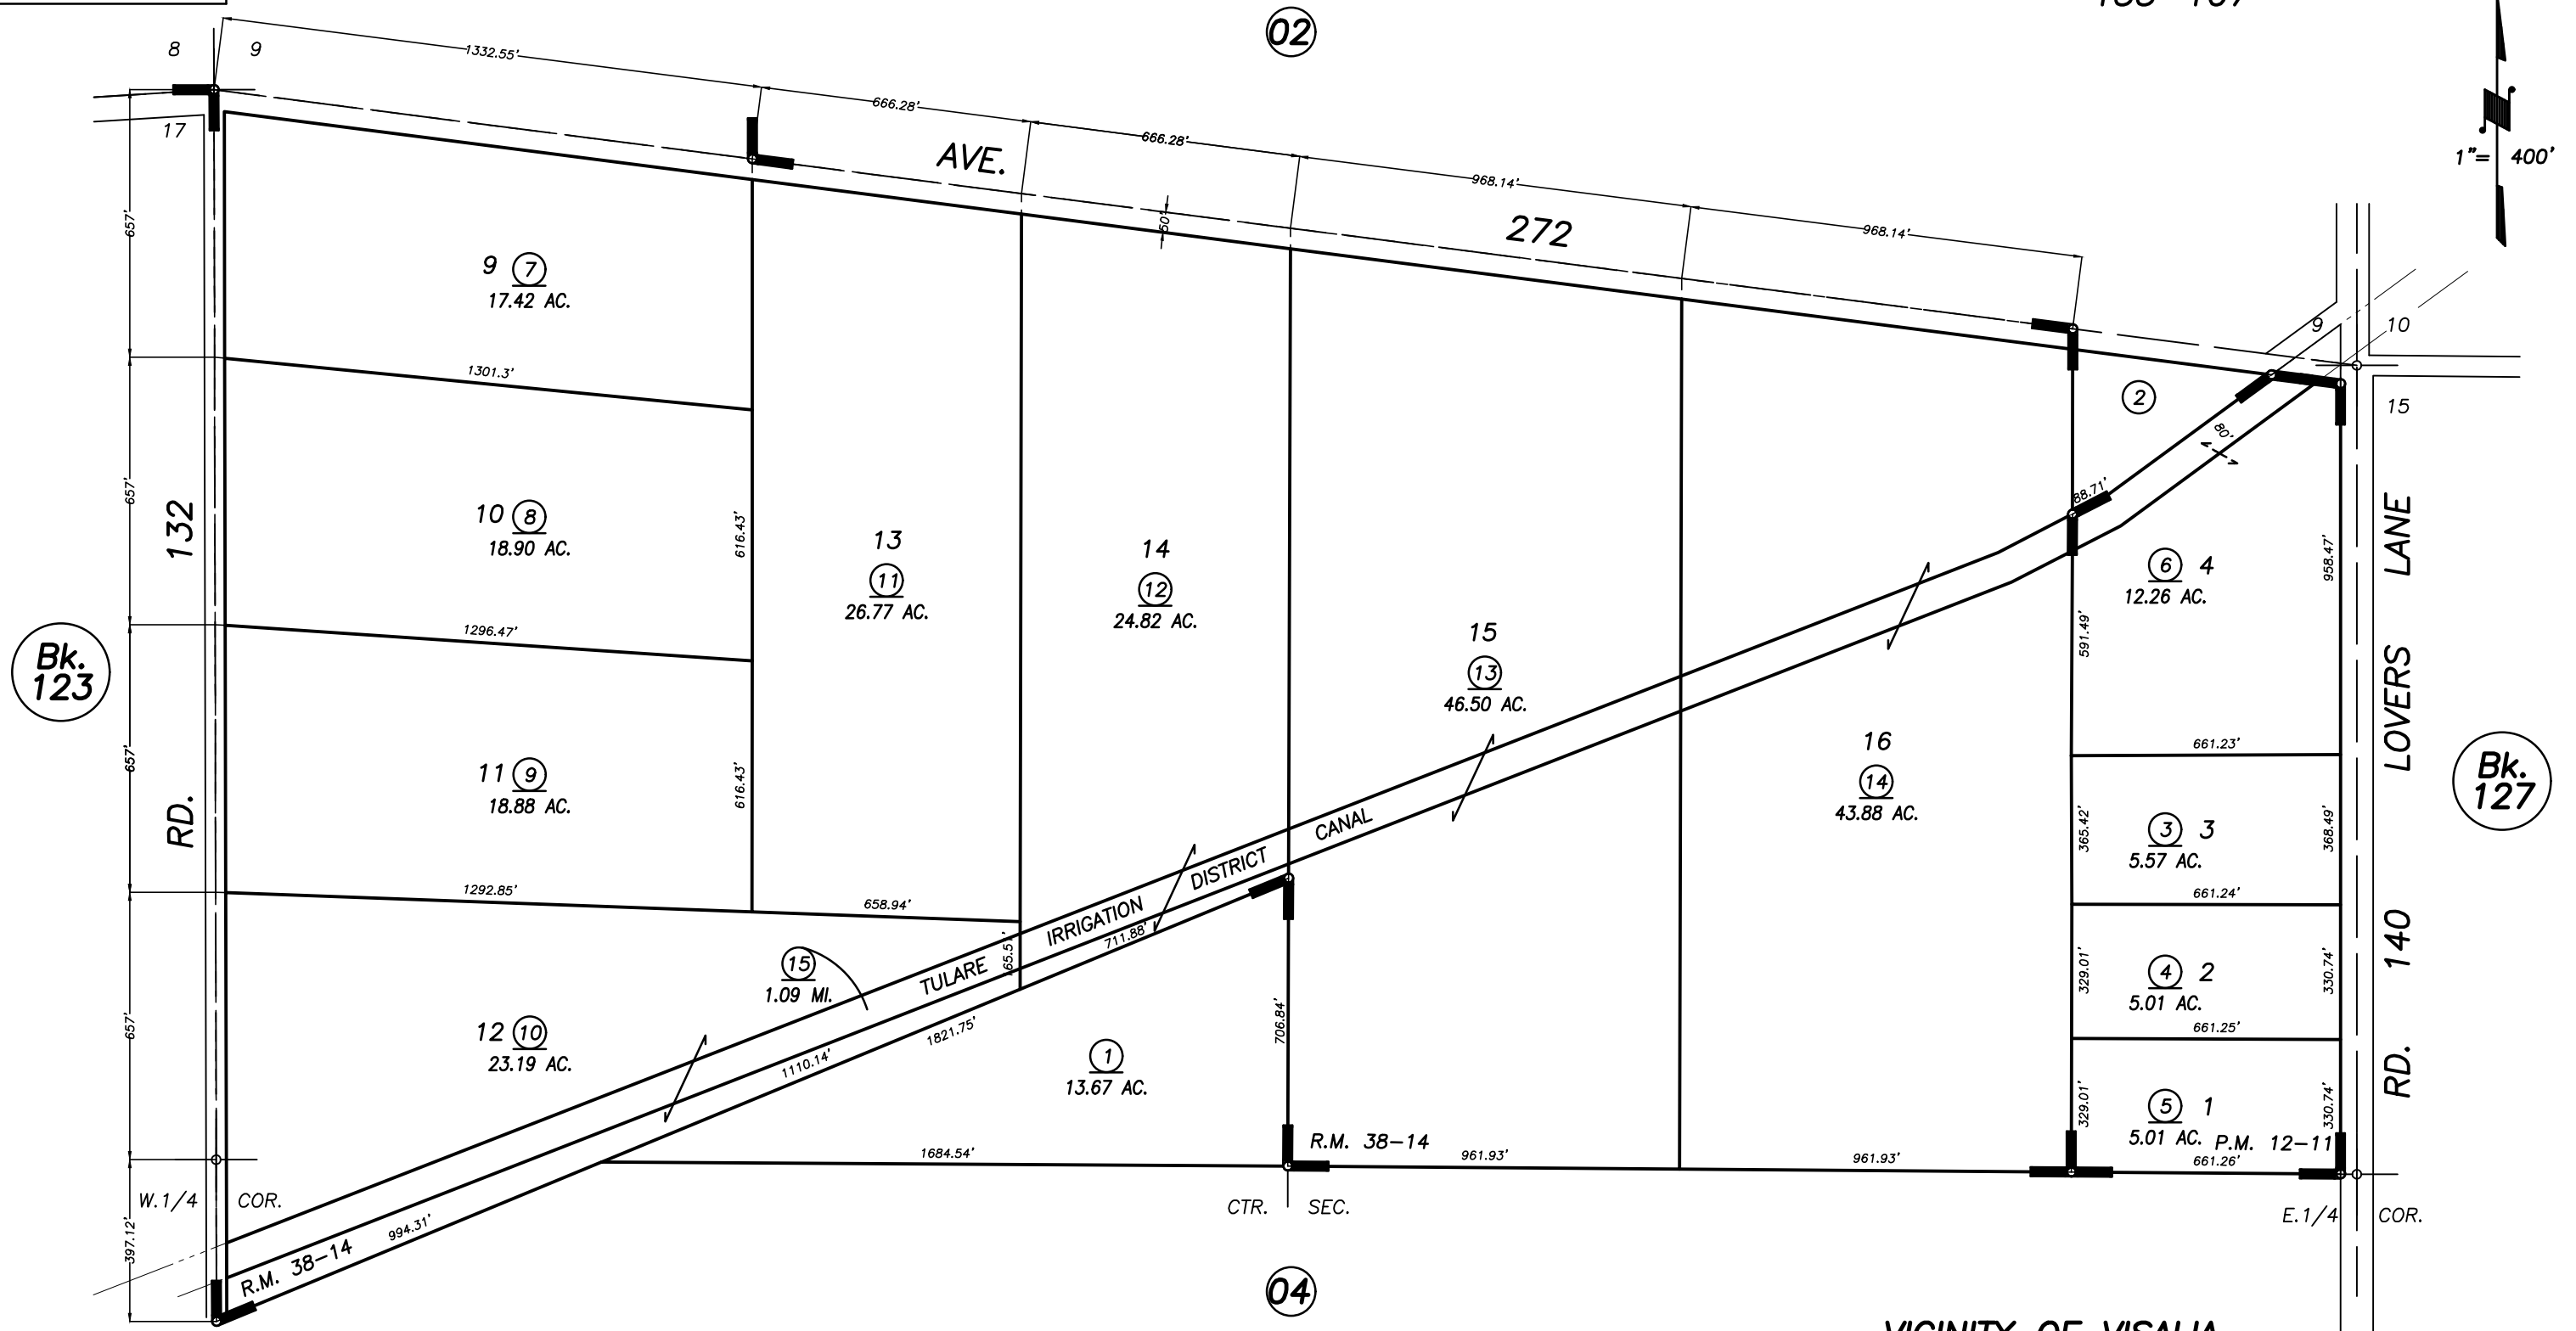 02
8 9
1332.55'
666.28'
666.28'
968.14'
968.14'
17
AVE.
272
1"= 400'
50'
657'
9 7
17.42 AC.
9 10
1301.3'
2
15
80'
88.71'
657'
132
10 8
18.90 AC.
616.43'
13
11
26.77 AC.
14
12
24.82 AC.
15
13
46.50 AC.
6 4
12.26 AC.
591.49'
958.47'
LOVERS LANE
1296.47'
Bk.
123
657'
11 9
18.88 AC.
616.43'
16
14
43.88 AC.
661.23'
Bk.
127
RD.
365.42'
3 3
5.57 AC.
368.49'
1292.85'
658.94'
661.24'
TULARE IRRIGATION DISTRICT CANAL
711.88'
15
1.09 MI.
329.01'
4 2
5.01 AC.
330.74'
RD. 140
661.25'
657'
12 10
23.19 AC.
1110.14'
1821.75'
1
13.67 AC.
706.84'
329.01'
5 1
5.01 AC.
330.74'
P.M. 12-11
R.M. 38-14
1684.54'
961.93'
961.93'
661.26'
W.1/4 COR.
CTR. SEC.
E.1/4 COR.
397.12'
994.31'
R.M. 38-14
04